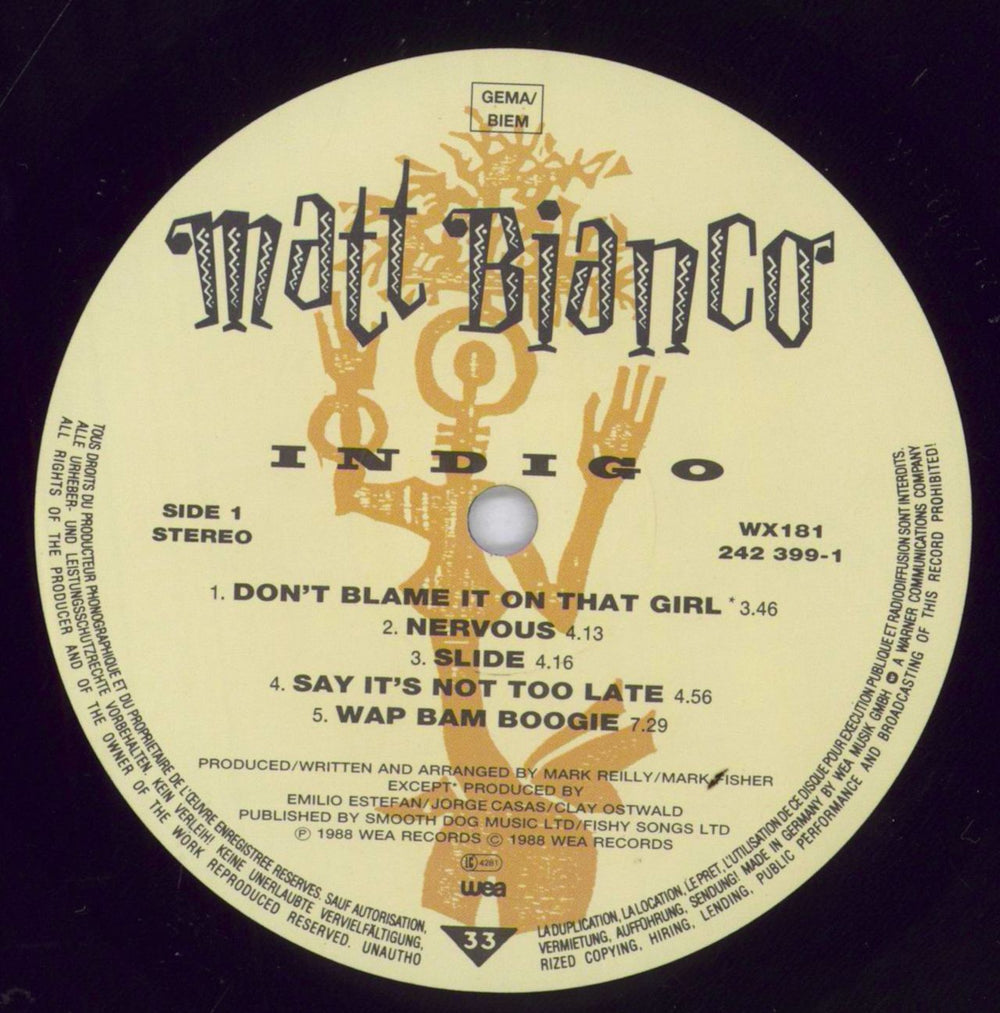 GEMA/
BIEM
Matt Bianco
INDIGO
SIDE 1
STEREO
WX181
242 399-1
1. DON'T BLAME IT ON THAT GIRL * 3.46
2. NERVOUS 4.13
3. SLIDE 4.16
4. SAY IT'S NOT TOO LATE 4.56
5. WAP BAM BOOGIE 7.29
PRODUCED/WRITTEN AND ARRANGED BY MARK REILLY/MARK FISHER
EXCEPT* PRODUCED BY
EMILIO ESTEFAN/JORGE CASAS/CLAY OSTWALD
PUBLISHED BY SMOOTH DOG MUSIC LTD/FISHY SONGS LTD
Ⓟ 1988 WEA RECORDS © 1988 WEA RECORDS
LC 4281
wea
33
TOUS DROITS DU PRODUCTEUR PHONOGRAPHIQUE ET DU PROPRIETAIRE DE L'ŒUVRE ENREGISTREE RESERVES. SAUF AUTORISATION,
LA DUPLICATION, LA LOCATION, LE PRET, L'UTILISATION DE CE DISQUE POUR EXECUTION PUBLIQUE ET RADIODIFFUSION SONT INTERDITS.
ALLE URHEBER- UND LEISTUNGSSCHUTZRECHTE VORBEHALTEN. KEIN VERLEIH! KEINE UNERLAUBTE VERVIELFÄLTIGUNG,
VERMIETUNG, AUFFÜHRUNG, SENDUNG! MADE IN GERMANY BY WEA MUSIK GMBH A WARNER COMMUNICATIONS COMPANY
ALL RIGHTS OF THE PRODUCER AND OF THE OWNER OF THE WORK REPRODUCED RESERVED. UNAUTHO
RIZED COPYING, HIRING, LENDING, PUBLIC PERFORMANCE AND BROADCASTING OF THIS RECORD PROHIBITED!